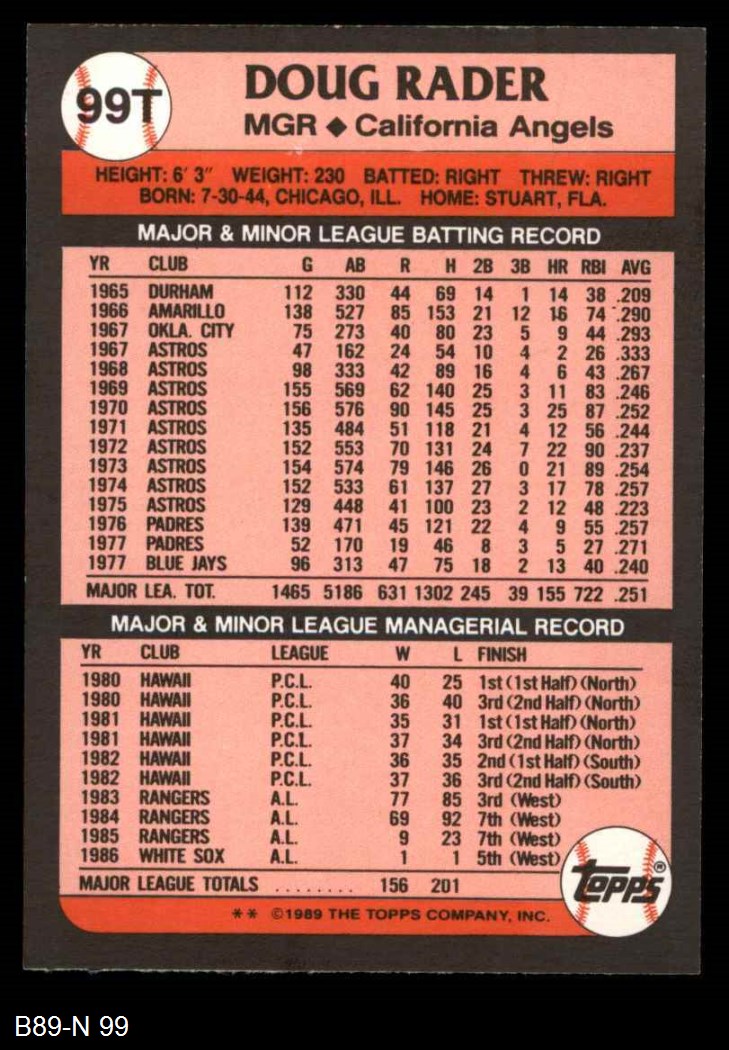 99T
DOUG RADER
MGR ◆ California Angels
HEIGHT: 6' 3" WEIGHT: 230 BATTED: RIGHT THREW: RIGHT
BORN: 7-30-44, CHICAGO, ILL. HOME: STUART, FLA.
MAJOR & MINOR LEAGUE BATTING RECORD
YR CLUB G AB R H 2B 3B HR RBI AVG
1965 DURHAM 112 330 44 69 14 1 14 38 .209
1966 AMARILLO 138 527 85 153 21 12 16 74 .290
1967 OKLA. CITY 75 273 40 80 23 5 9 44 .293
1967 ASTROS 47 162 24 54 10 4 2 26 .333
1968 ASTROS 98 333 42 89 16 4 6 43 .267
1969 ASTROS 155 569 62 140 25 3 11 83 .246
1970 ASTROS 156 576 90 145 25 3 25 87 .252
1971 ASTROS 135 484 51 118 21 4 12 56 .244
1972 ASTROS 152 553 70 131 24 7 22 90 .237
1973 ASTROS 154 574 79 146 26 0 21 89 .254
1974 ASTROS 152 533 61 137 27 3 17 78 .257
1975 ASTROS 129 448 41 100 23 2 12 48 .223
1976 PADRES 139 471 45 121 22 4 9 55 .257
1977 PADRES 52 170 19 46 8 3 5 27 .271
1977 BLUE JAYS 96 313 47 75 18 2 13 40 .240
MAJOR LEA. TOT. 1465 5186 631 1302 245 39 155 722 .251
MAJOR & MINOR LEAGUE MANAGERIAL RECORD
YR CLUB LEAGUE W L FINISH
1980 HAWAII P.C.L. 40 25 1st (1st Half) (North)
1980 HAWAII P.C.L. 36 40 3rd (2nd Half) (North)
1981 HAWAII P.C.L. 35 31 1st (1st Half) (North)
1981 HAWAII P.C.L. 37 34 3rd (2nd Half) (North)
1982 HAWAII P.C.L. 36 35 2nd (1st Half) (South)
1982 HAWAII P.C.L. 37 36 3rd (2nd Half) (South)
1983 RANGERS A.L. 77 85 3rd (West)
1984 RANGERS A.L. 69 92 7th (West)
1985 RANGERS A.L. 9 23 7th (West)
1986 WHITE SOX A.L. 1 1 5th (West)
MAJOR LEAGUE TOTALS ........ 156 201
TOPPS®
** ©1989 THE TOPPS COMPANY, INC.
B89-N 99